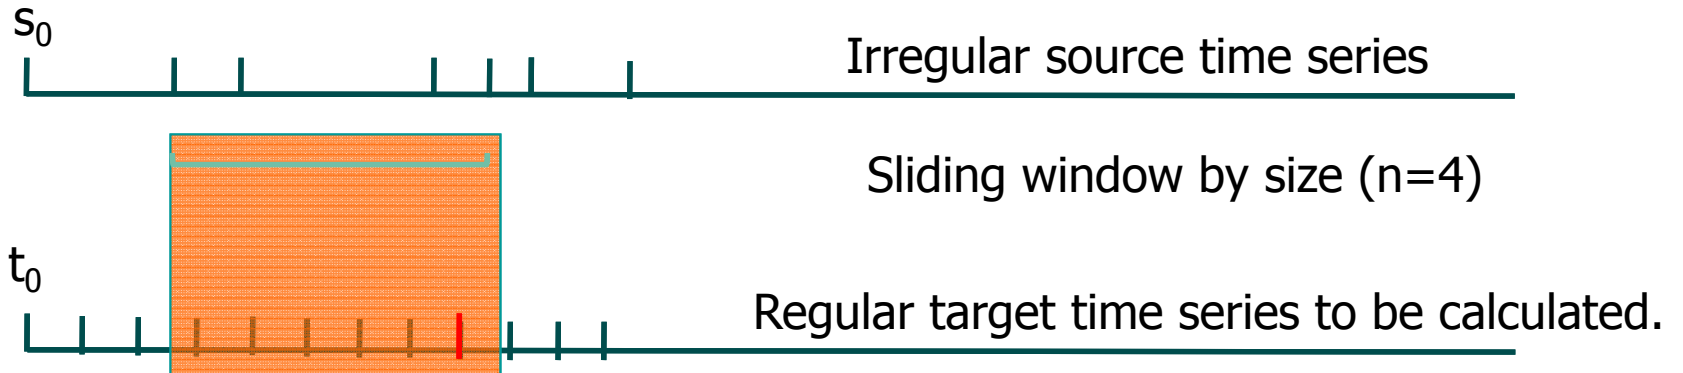 s₀
Irregular source time series
Sliding window by size (n=4)
t₀
Regular target time series to be calculated.